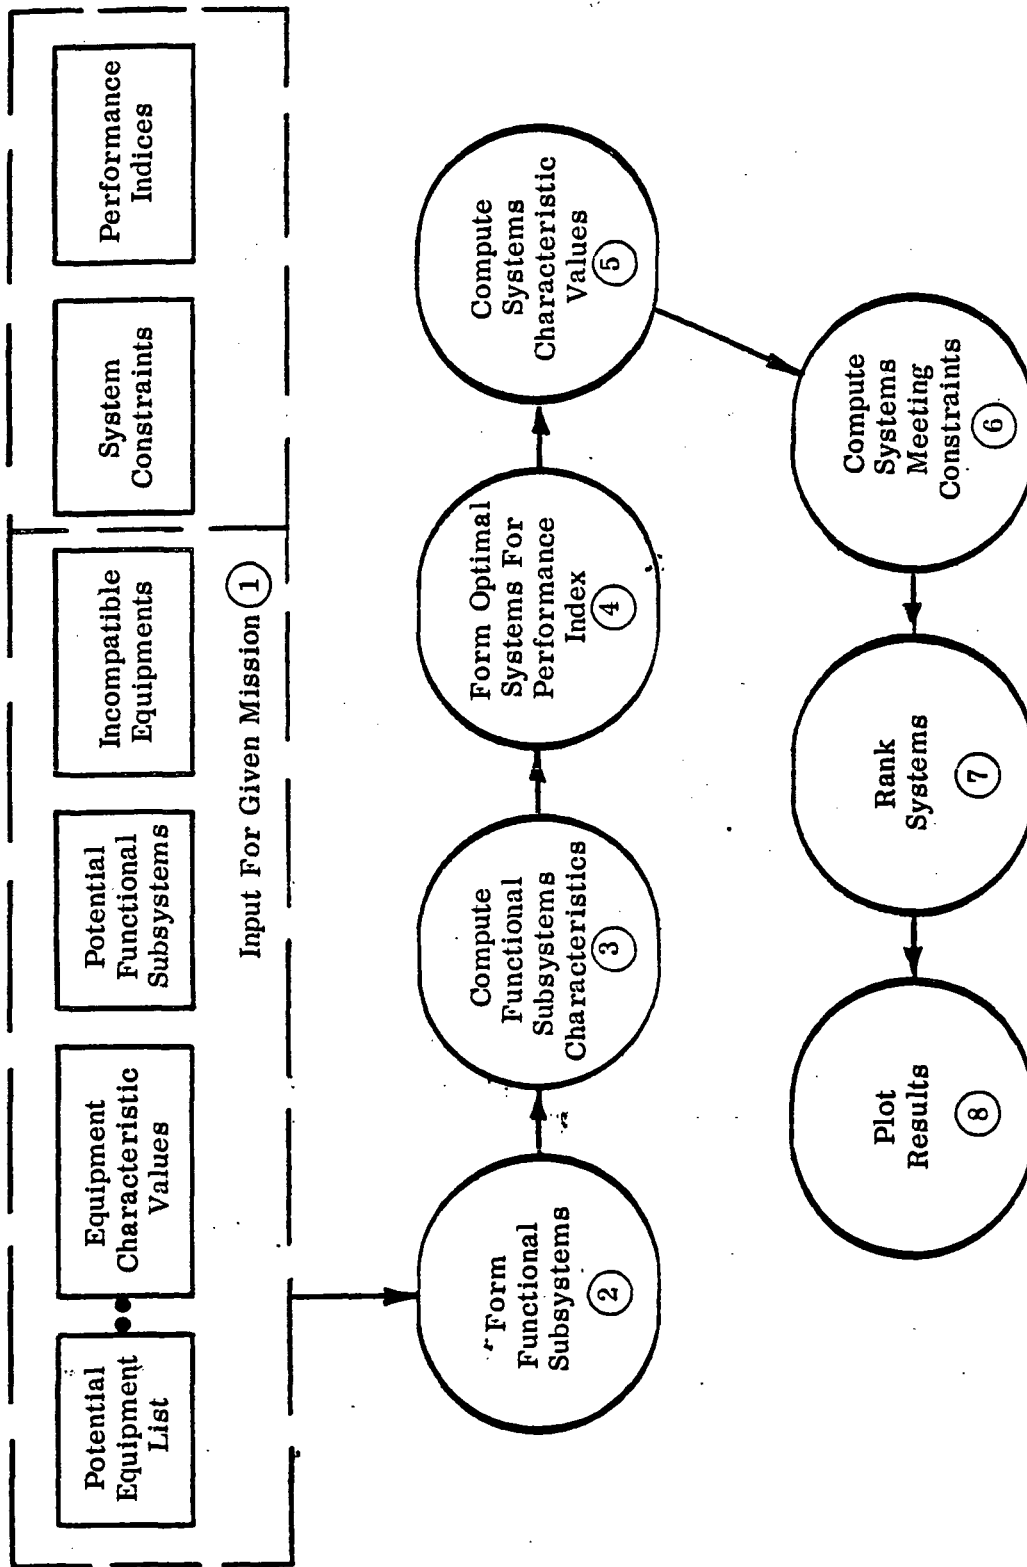 Potential
Equipment
List
Equipment
Characteristic
Values
Potential
Functional
Subsystems
Incompatible
Equipments
System
Constraints
Performance
Indices
Input For Given Mission 1
Form
Functional
Subsystems
2
Compute
Functional
Subsystems
Characteristics
3
Form Optimal
Systems For
Performance
Index
4
Compute
Systems
Characteristic
Values
5
Compute
Systems
Meeting
Constraints
6
Rank
Systems
7
Plot
Results
8